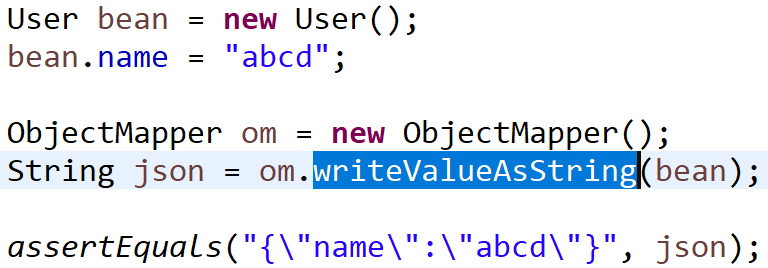 User bean = new User();
bean.name = "abcd";
ObjectMapper om = new ObjectMapper();
String json = om.writeValueAsString(bean);
assertEquals("{\"name\":\"abcd\"}", json);